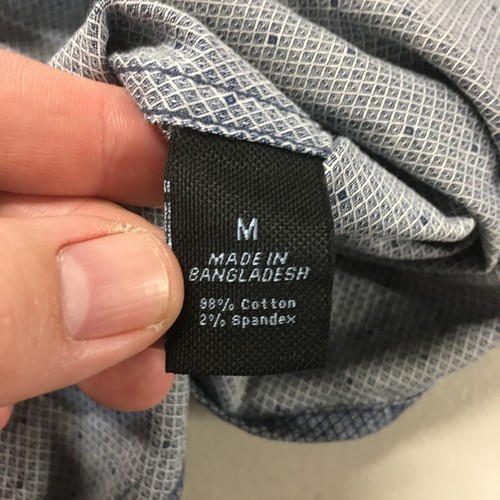 M
MADE IN
BANGLADESH
98% Cotton
2% Spandex